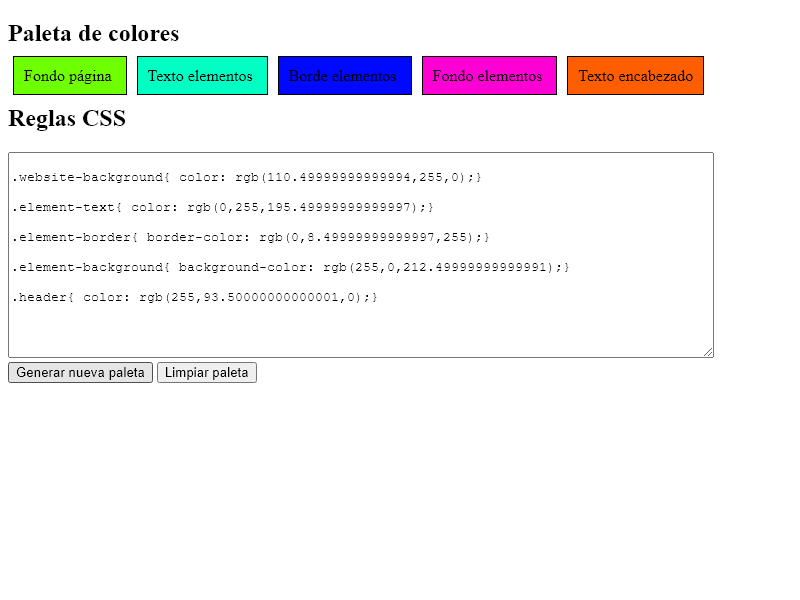 Paleta de colores
Fondo página Texto elementos Borde elementos Fondo elementos Texto encabezado
Reglas CSS
.website-background{ color: rgb(110.49999999999994,255,0);}
.element-text{ color: rgb(0,255,195.49999999999997);}
.element-border{ border-color: rgb(0,8.49999999999997,255);}
.element-background{ background-color: rgb(255,0,212.49999999999991);}
.header{ color: rgb(255,93.50000000000001,0);}
Generar nueva paleta Limpiar paleta